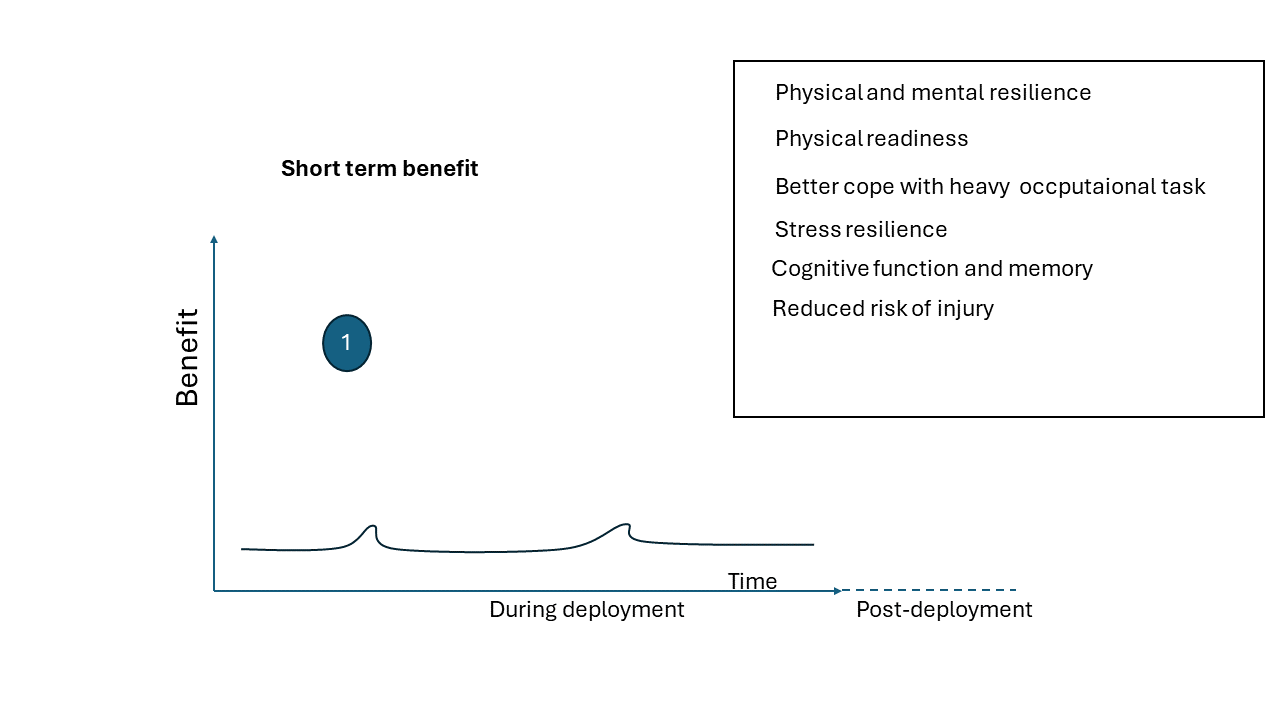 Physical and mental resilience
Physical readiness
Short term benefit
Better cope with heavy  occputaional task
Stress resilience
Cognitive function and memory
Reduced risk of injury
Benefit
1
Time
During deployment
Post-deployment